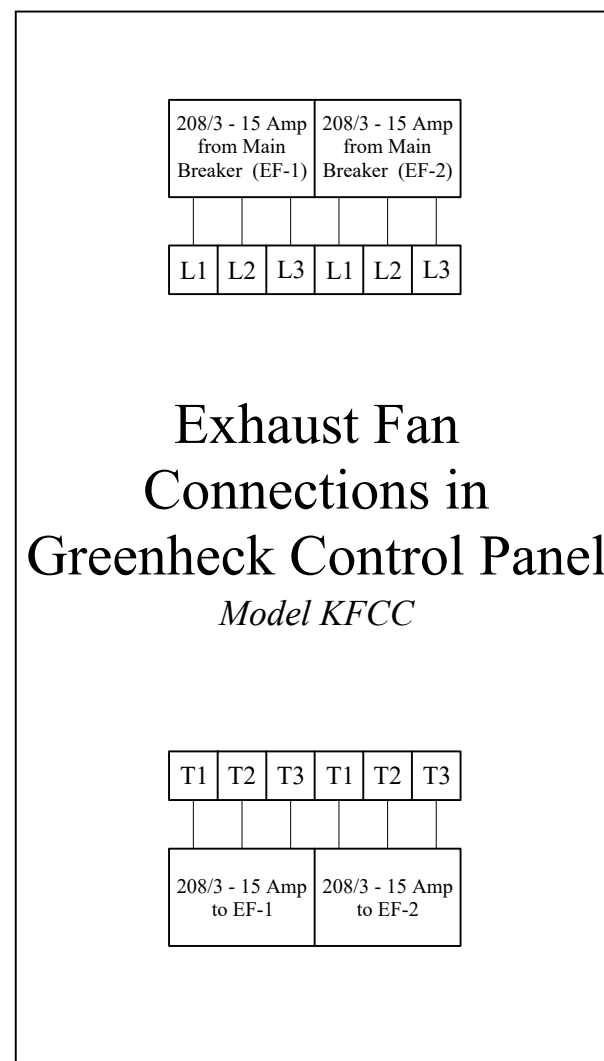 208/3 - 15 Amp
from Main
Breaker (EF-1)
208/3 - 15 Amp
from Main
Breaker (EF-2)
L1 L2 L3 L1 L2 L3
Exhaust Fan
Connections in
Greenheck Control Panel
Model KFCC
T1 T2 T3 T1 T2 T3
208/3 - 15 Amp
to EF-1
208/3 - 15 Amp
to EF-2